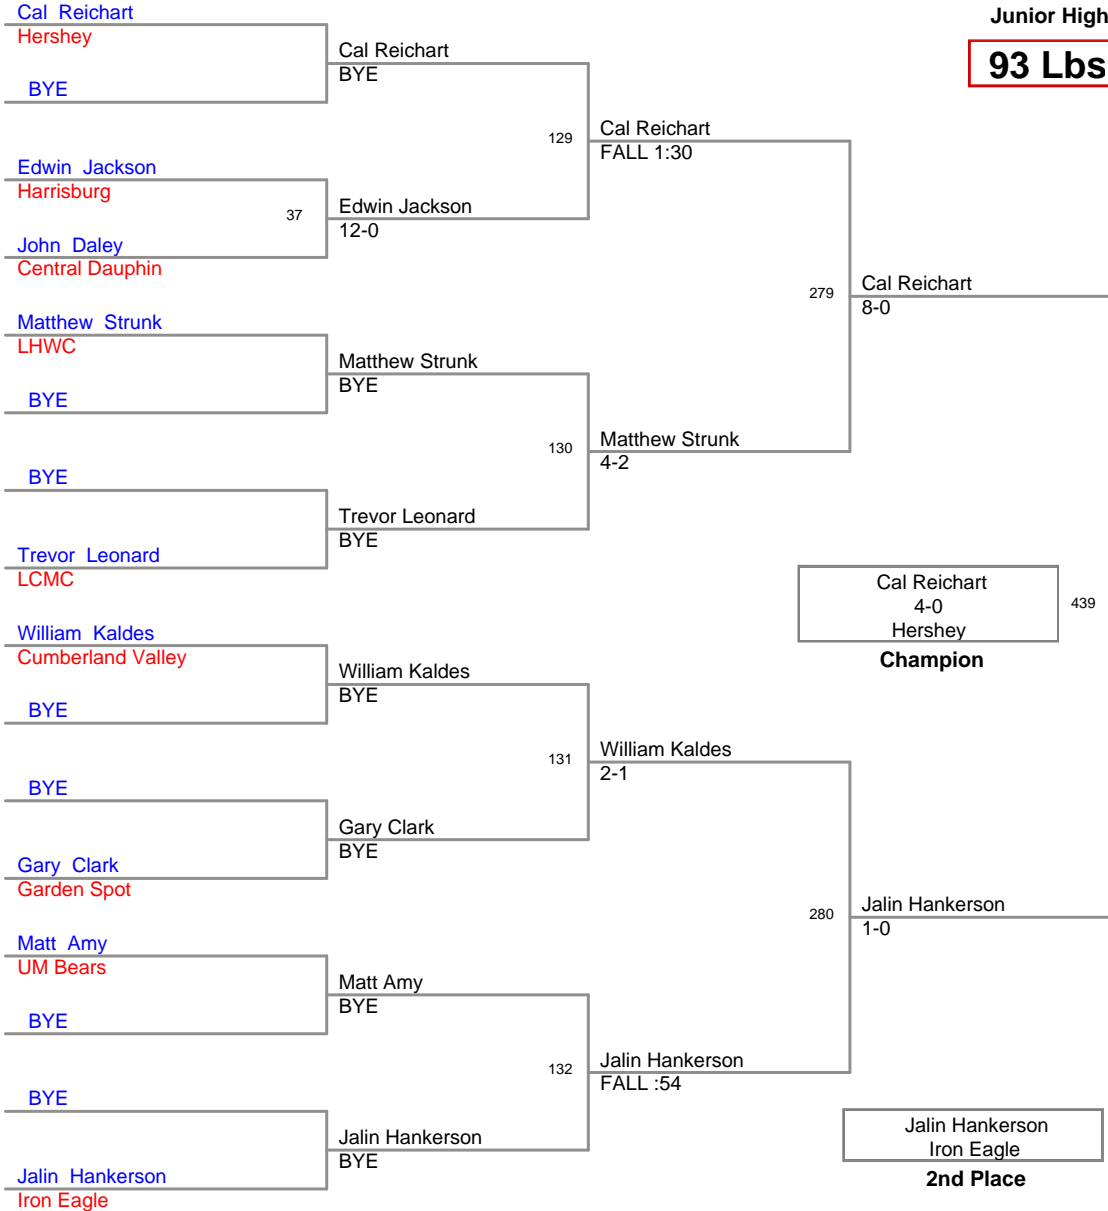 Junior High
93 Lbs
Cal Reichart
Hershey
BYE
Edwin Jackson
Harrisburg
John Daley
Central Dauphin
Matthew Strunk
LHWC
BYE
BYE
Trevor Leonard
LCMC
William Kaldes
Cumberland Valley
BYE
BYE
Gary Clark
Garden Spot
Matt Amy
UM Bears
BYE
BYE
Jalin Hankerson
Iron Eagle
Cal Reichart
BYE
37
Edwin Jackson
12-0
Matthew Strunk
BYE
Trevor Leonard
BYE
William Kaldes
BYE
Gary Clark
BYE
Matt Amy
BYE
Jalin Hankerson
BYE
129
Cal Reichart
FALL 1:30
130
Matthew Strunk
4-2
131
William Kaldes
2-1
132
Jalin Hankerson
FALL :54
279
Cal Reichart
8-0
280
Jalin Hankerson
1-0
Cal Reichart
4-0
Hershey
439
Champion
Jalin Hankerson
Iron Eagle
2nd Place